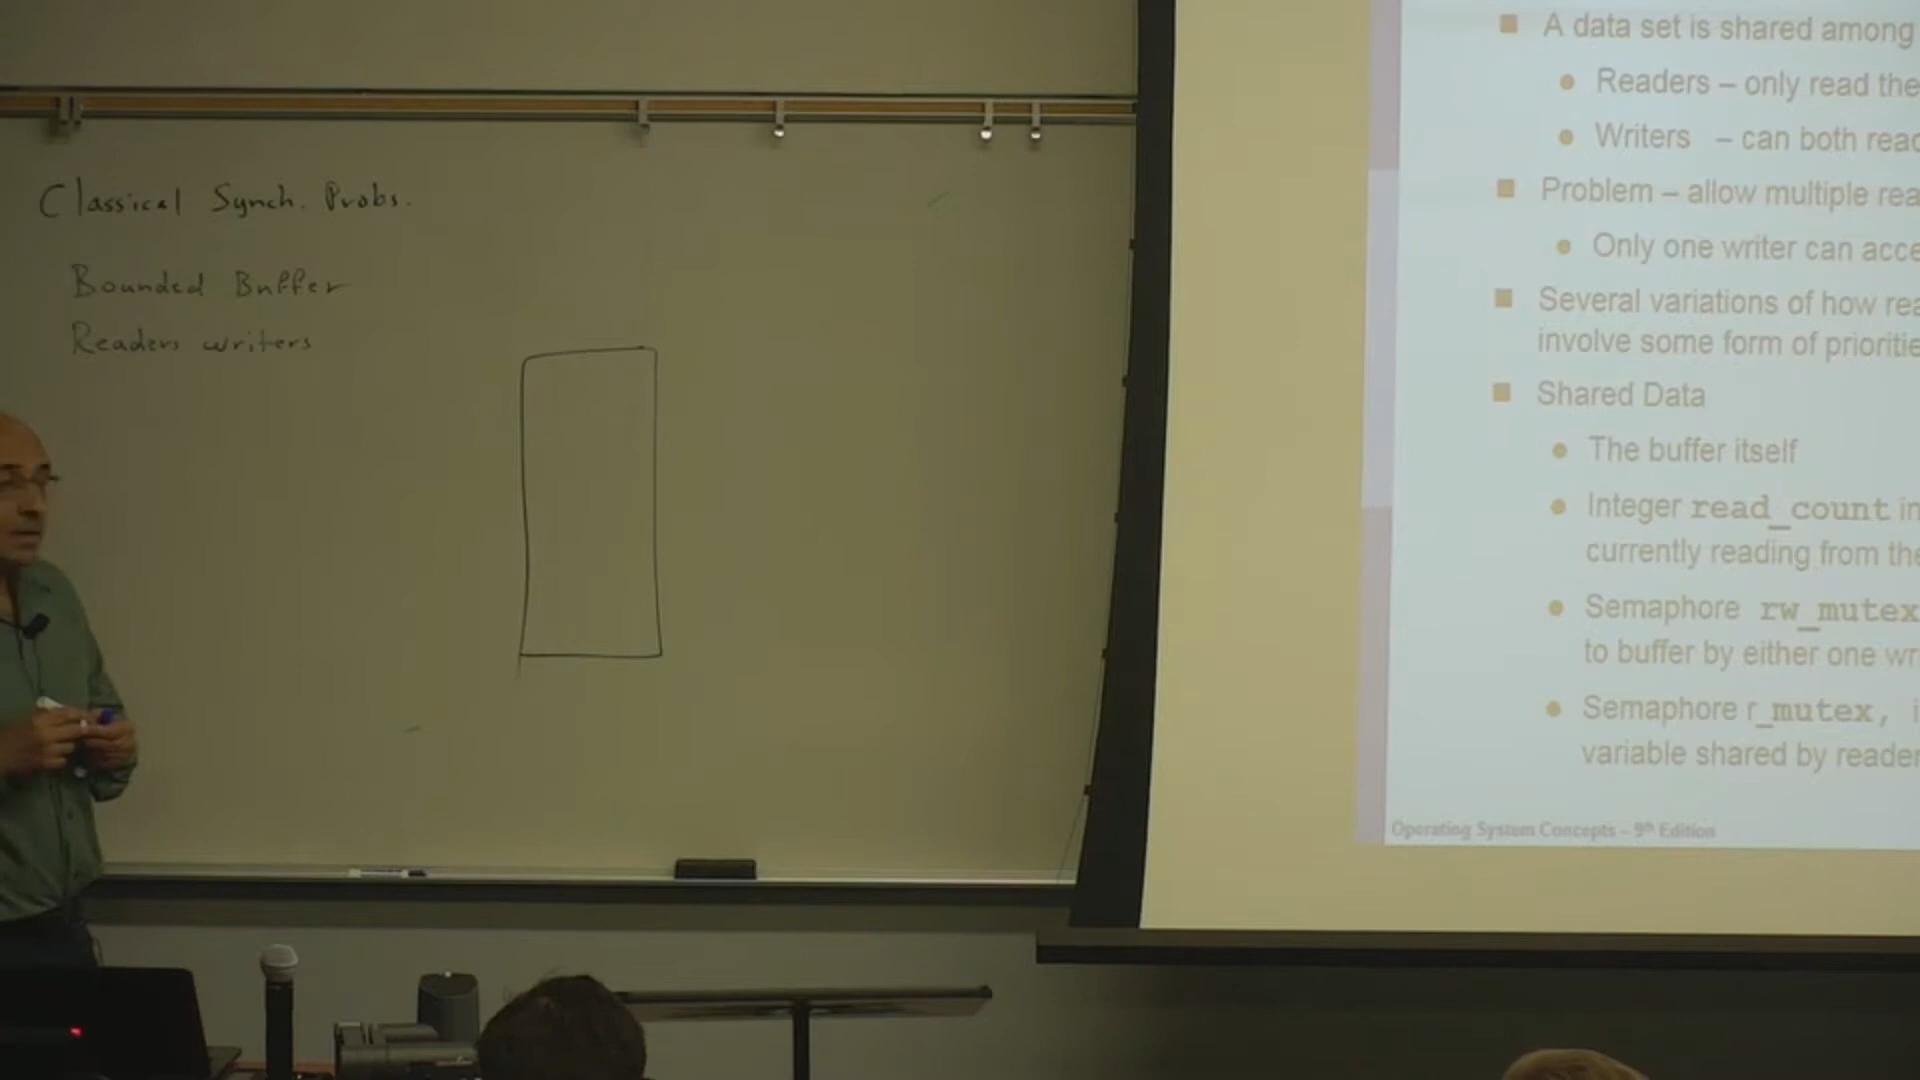 Classical Synch. Probs.
Bounded Buffer
Readers writers
A data set is shared among
Readers – only read the
Writers – can both read
Problem – allow multiple rea
Only one writer can acce
Several variations of how rea
involve some form of prioritie
Shared Data
The buffer itself
Integer read_count in
currently reading from the
Semaphore rw_mutex
to buffer by either one wr
Semaphore r_mutex, i
variable shared by reader
Operating System Concepts – 9th Edition